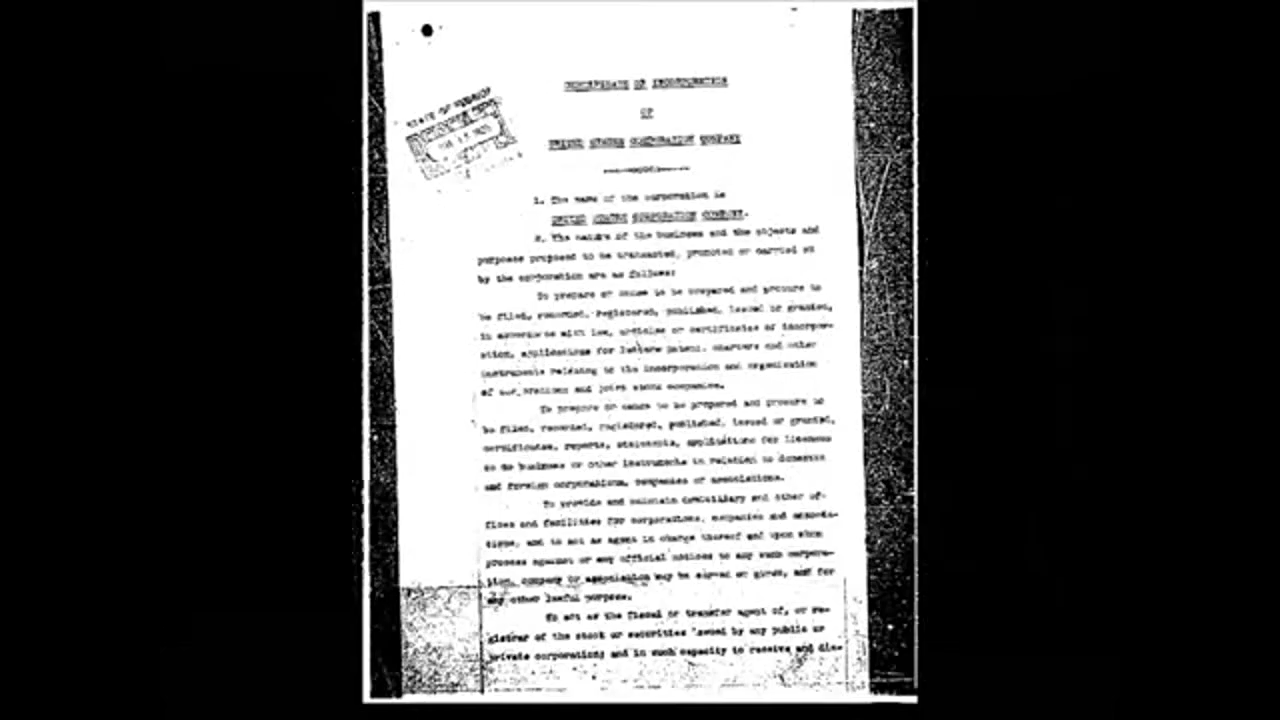 CERTIFICATE OF INCORPORATION
OF
UNITED STATES CORPORATION COMPANY
STATE OF
1. The name of the corporation is
UNITED STATES CORPORATION COMPANY.
2. The nature of the business and the objects and
purposes proposed to be transacted, promoted or carried on
by the corporation are as follows:
To prepare or cause to be prepared and procure to
be filed, recorded, registered, published, issued or granted,
in accordance with law, articles or certificates of incorpor-
ation, applications for letters patent, charters and other
instruments relating to the incorporation and organization
of corporations and joint stock companies.
To prepare or cause to be prepared and procure to
be filed, recorded, registered, published, issued or granted,
certificates, reports, statements, applications for licenses
to do business or other instruments in relation to domestic
and foreign corporations, companies or associations.
To provide and maintain domiciliary and other of-
fices and facilities for corporations, companies and associa-
tions, and to act as agent in charge thereof and upon whom
process against or any official notices to any such corpora-
tion, company or association may be served or given, and for
any other lawful purpose.
To act as the fiscal or transfer agent of, or re-
gistrar of the stock or securities issued by any public or
private corporation; and in such capacity to receive and dis-